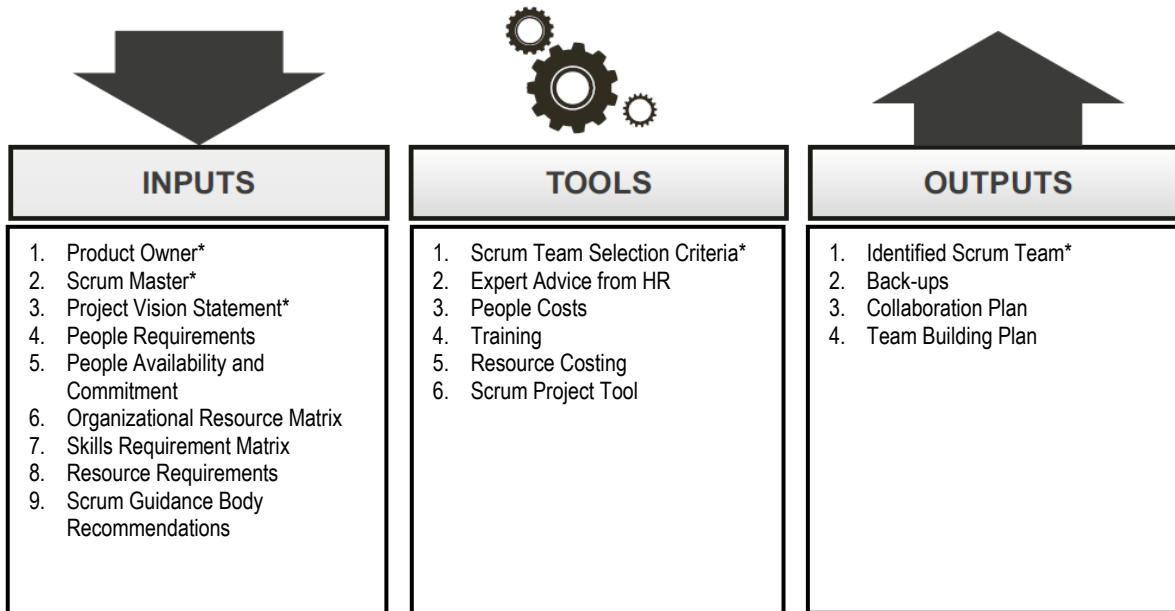 INPUTS
1. Product Owner*
2. Scrum Master*
3. Project Vision Statement*
4. People Requirements
5. People Availability and
Commitment
6. Organizational Resource Matrix
7. Skills Requirement Matrix
8. Resource Requirements
9. Scrum Guidance Body
Recommendations
TOOLS
1. Scrum Team Selection Criteria*
2. Expert Advice from HR
3. People Costs
4. Training
5. Resource Costing
6. Scrum Project Tool
OUTPUTS
1. Identified Scrum Team*
2. Back-ups
3. Collaboration Plan
4. Team Building Plan